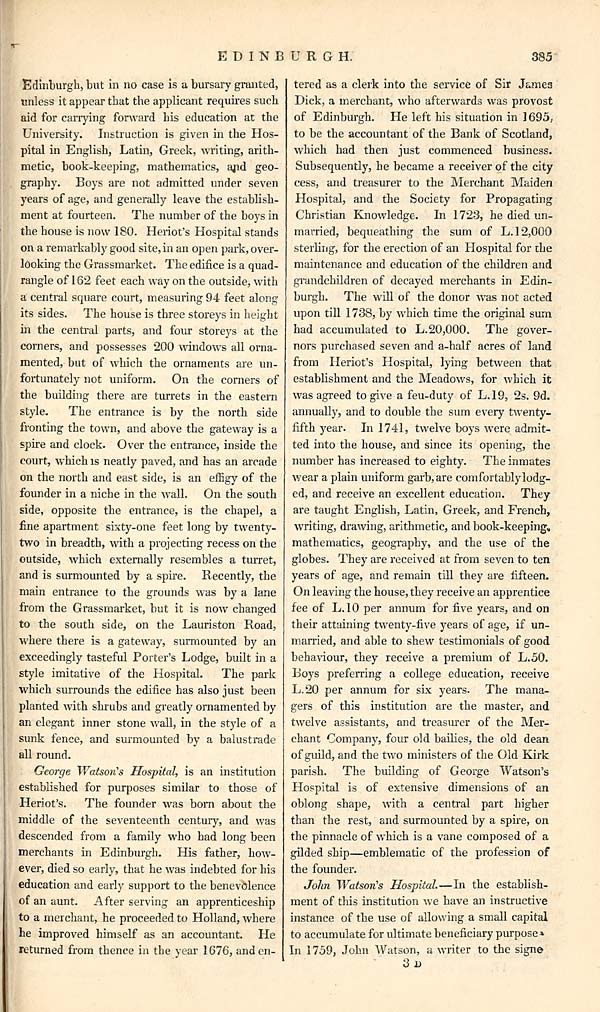 EDINBURGH.
385
Edinburgh, but in no case is a bursary granted,
unless it appear that the applicant requires such
aid for carrying forward his education at the
University. Instruction is given in the Hos-
pital in English, Latin, Greek, writing, arith-
metic, book-keeping, mathematics, and geo-
graphy. Boys are not admitted under seven
years of age, and generally leave the establish-
ment at fourteen. The number of the boys in
the house is now 180. Heriot's Hospital stands
on a remarkably good site, in an open park, over-
looking the Grassmarket. The edifice is a quad-
rangle of 162 feet each way on the outside, with
a central square court, measuring 94 feet along
its sides. The house is three storeys in height
in the central parts, and four storeys at the
corners, and possesses 200 windows all orna-
mented, but of which the ornaments are un-
fortunately not uniform. On the corners of
the building there are turrets in the eastern
style. The entrance is by the north side
fronting the town, and above the gateway is a
spire and clock. Over the entrance, inside the
court, which is neatly paved, and has an arcade
on the north and east side, is an effigy of the
founder in a niche in the wall. On the south
side, opposite the entrance, is the chapel, a
fine apartment sixty-one feet long by twenty-
two in breadth, with a projecting recess on the
outside, which externally resembles a turret,
and is surmounted by a spire. Recently, the
main entrance to the grounds was by a lane
from the Grassmarket, but it is now changed
to the south side, on the Lauriston Road,
where there is a gateway, surmounted by an
exceedingly tasteful Porter's Lodge, built in a
style imitative of the Hospital. The park
which surrounds the edifice has also just been
planted with shrubs and greatly ornamented by
an elegant inner stone wall, in the style of a
sunk fence, and surmounted by a balustrade
all round.
George Watson's Hospital, is an institution
established for purposes similar to those of
Heriot's. The founder was born about the
middle of the seventeenth century, and was
descended from a family who had long been
merchants in Edinburgh. His father, how-
ever, died so early, that he was indebted for his
education and early support to the benevolence
of an aunt. After serving an apprenticeship
to a merchant, he proceeded to Holland, where
he improved himself as an accountant. He
returned from thence in the year 1676, and en-
tered as a clerk into the service of Sir James
Dick, a merchant, who afterwards was provost
of Edinburgh. He left his situation in 1695,
to be the accountant of the Bank of Scotland,
which had then just commenced business.
Subsequently, he became a receiver of the city
cess, and treasurer to the Merchant Maiden
Hospital, and the Society for Propagating
Christian Knowledge. In 1723, he died un-
married, bequeathing the sum of L.12,000
sterling, for the erection of an Hospital for the
maintenance and education of the children and
grandchildren of decayed merchants in Edin-
burgh. The will of the donor was not acted
upon till 1738, by which time the original sum
had accumulated to L.20,000. The gover-
nors purchased seven and a-half acres of land
from Heriot's Hospital, lying between that
establishment and the Meadows, for which it
was agreed to give a feu-duty of L.19, 2s. 9d.
annually, and to double the sum every twenty-
fifth year. In 1741, twelve boys were admit-
ted into the house, and since its opening, the
number has increased to eighty. The inmates
wear a plain uniform garb, are comfortably lodg-
ed, and receive an excellent education. They
are taught English, Latin, Greek, and French,
writing, drawing, arithmetic, and book-keeping,
mathematics, geography, and the use of the
globes. They are received at from seven to ten
years of age, and remain till they are fifteen.
On leaving the house, they receive an apprentice
fee of L.10 per annum for five years, and on
their attaining twenty-five years of age, if un-
married, and able to shew testimonials of good
behaviour, they receive a premium of L.50.
Boys preferring a college education, receive
L.20 per annum for six years. The mana-
gers of this institution are the master, and
twelve assistants, and treasurer of the Mer-
chant Company, four old bailies, the old dean
of guild, and the two ministers of the Old Kirk
parish. The building of George Watson's
Hospital is of extensive dimensions of an
oblong shape, with a central part higher
than the rest, and surmounted by a spire, on
the pinnacle of which is a vane composed of a
gilded ship—emblematic of the profession of
the founder.
John Watson's Hospital.—In the establish-
ment of this institution we have an instructive
instance of the use of allowing a small capital
to accumulate for ultimate beneficiary purpose
In 1759, John Watson, a writer to the signe
3 D